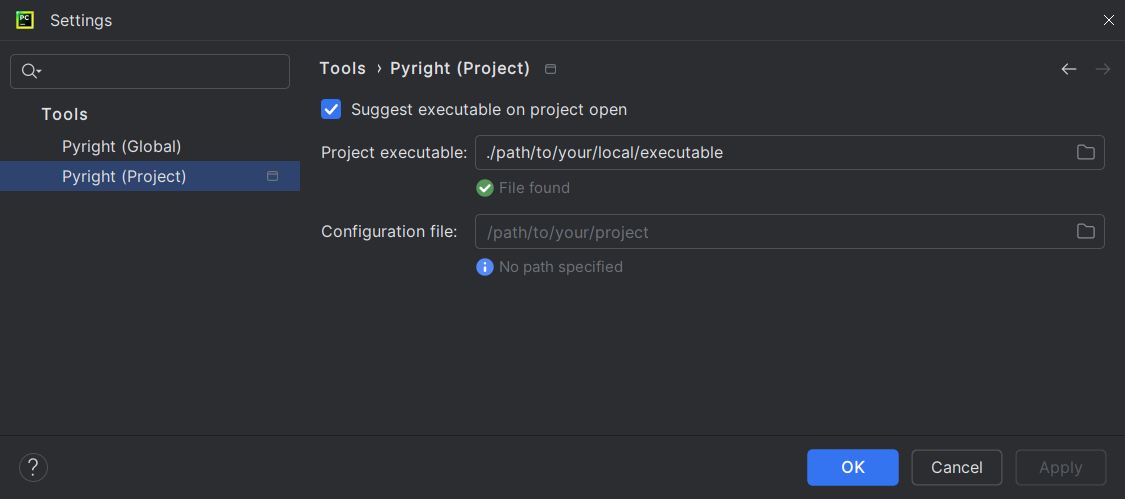 PC
Settings
Tools › Pyright (Project)
Tools
Pyright (Global)
Pyright (Project)
Suggest executable on project open
Project executable: ./path/to/your/local/executable
File found
Configuration file: /path/to/your/project
No path specified
? OK Cancel Apply